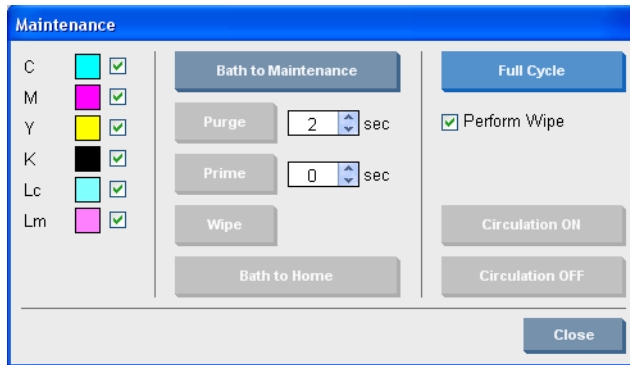 Maintenance
C
M
Y
K
Lc
Lm
Bath to Maintenance
Purge 2 sec
Prime 0 sec
Wipe
Bath to Home
Full Cycle
Perform Wipe
Circulation ON
Circulation OFF
Close